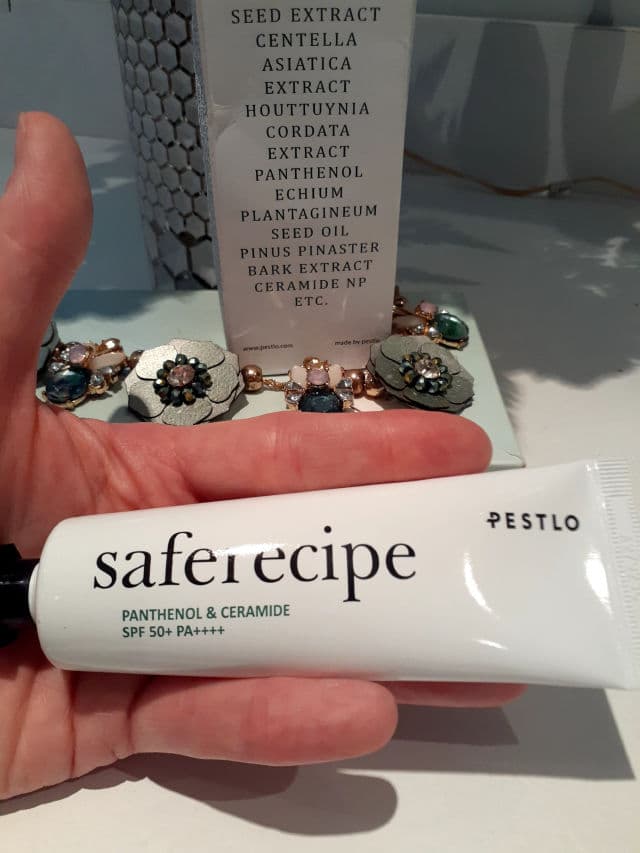 SEED EXTRACT
CENTELLA
ASIATICA
EXTRACT
HOUTTUYNIA
CORDATA
EXTRACT
PANTHENOL
ECHIUM
PLANTAGINEUM
SEED OIL
PINUS PINASTER
BARK EXTRACT
CERAMIDE NP
ETC.
www.pestlo.com made by pestlo
PESTLO
saferecipe
PANTHENOL & CERAMIDE
SPF 50+ PA++++